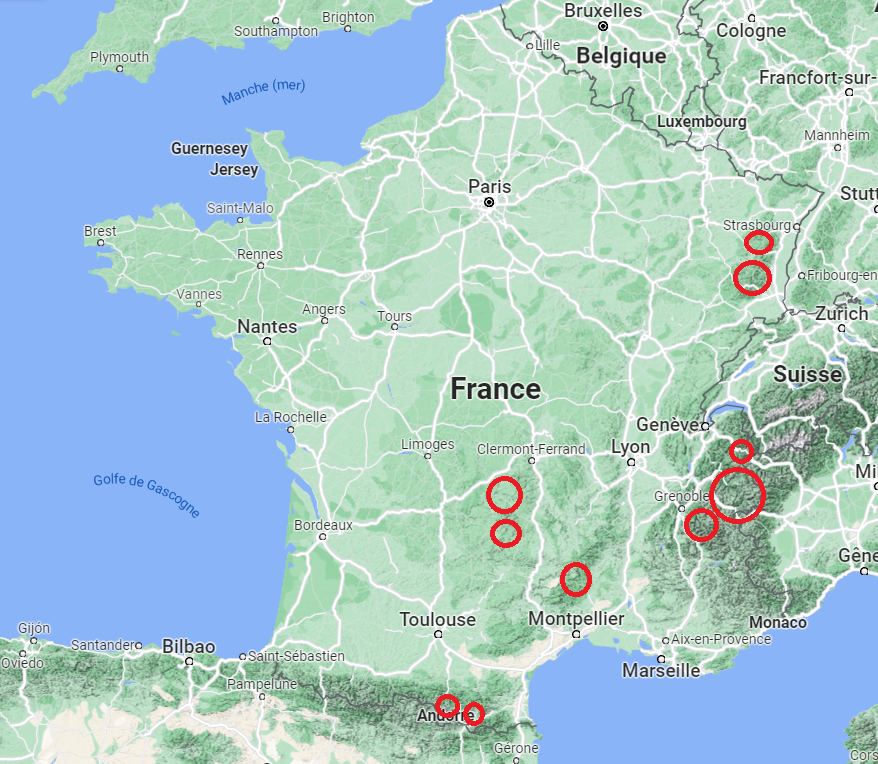 Bruxelles
Brighton
Southampton
Cologne
Lille
Belgique
Plymouth
Francfort-sur-
Manche (mer)
Luxembourg
Mannheim
Guernesey
Jersey
Paris
Stutt
Saint-Malo
Strasbourg
Brest
Rennes
Fribourg-en
Vannes
Angers
Tours
Zurich
Nantes
Suisse
France
La Rochelle
Genève
Limoges
Clermont-Ferrand
Lyon
Mi
Golfe de Gascogne
Grenoble
Bordeaux
Gêne
Toulouse
Montpellier
Monaco
Gijón
Santander
Bilbao
Aix-en-Provence
Oviedo
Saint-Sébastien
Marseille
Pampelune
Andorre
Gérone
Cors